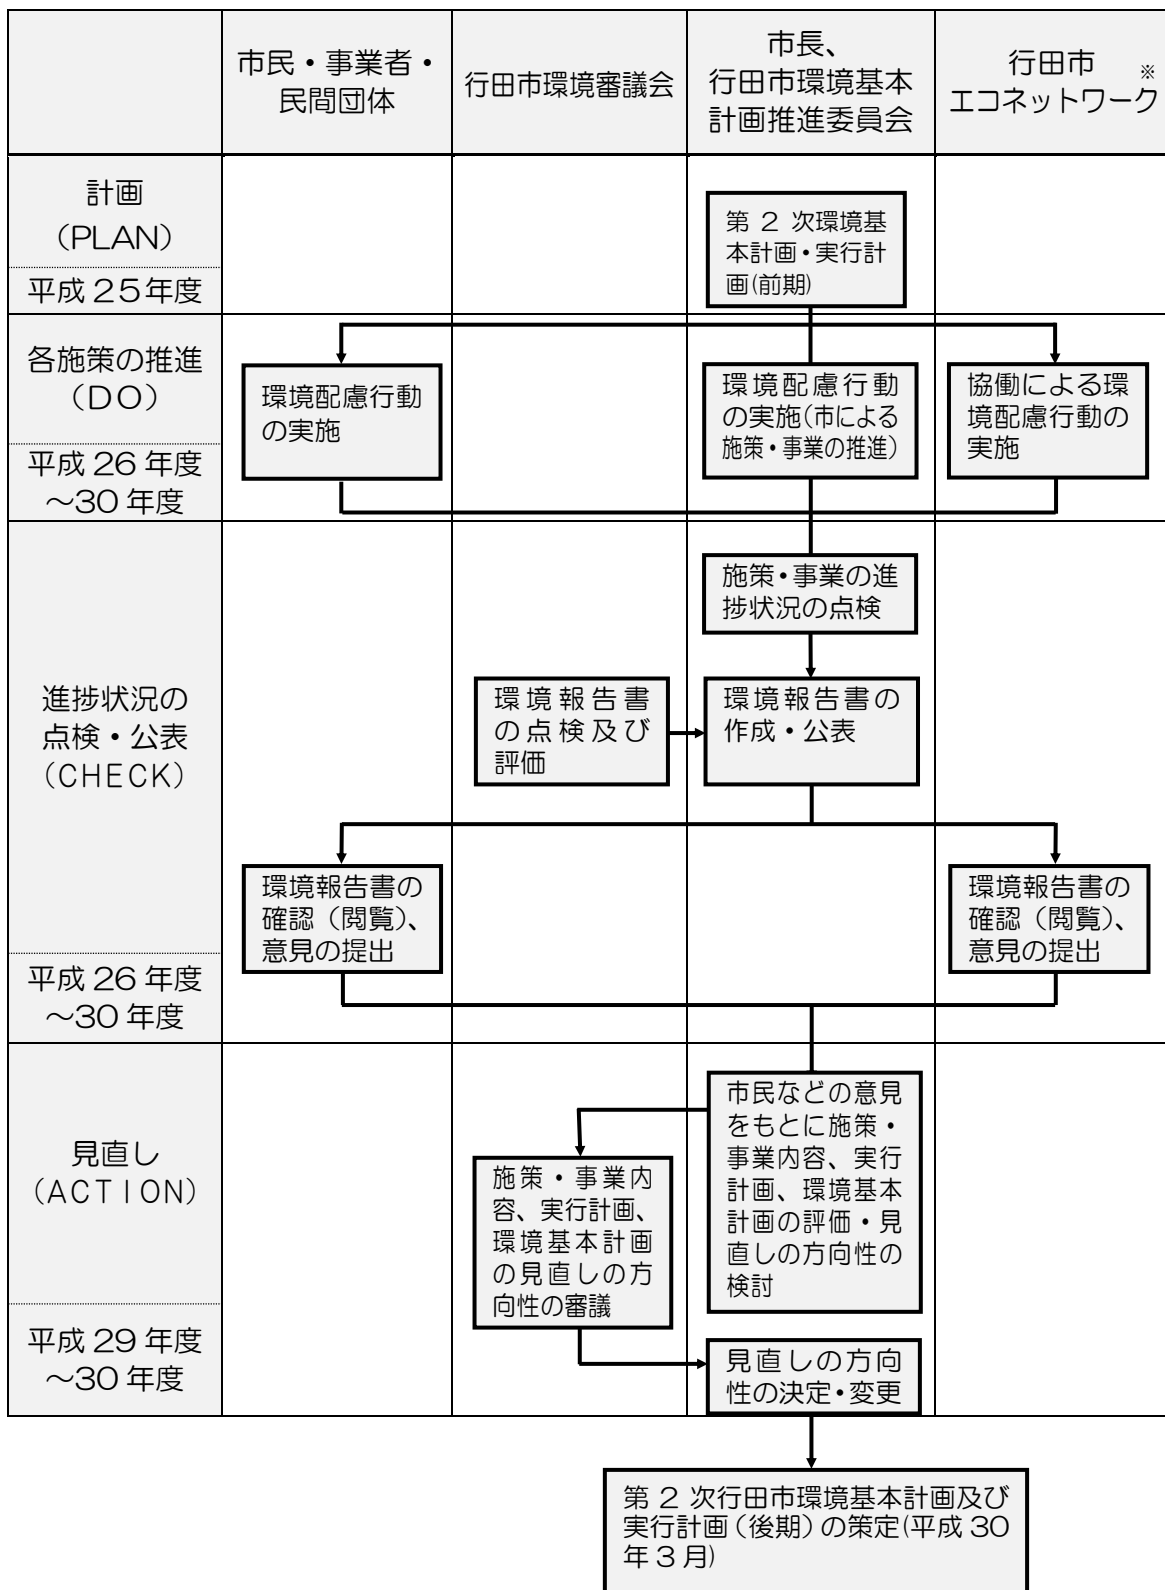 市民・事業者・
民間団体
行田市環境審議会
市長、
行田市環境基本
計画推進委員会
行田市 ※
エコネットワーク
計画
（PLAN）
平成25年度
第 2 次環境基
本計画・実行計
画(前期)
各施策の推進
（DO）
平成 26 年度
～30 年度
環境配慮行動
の実施
環境配慮行動
の実施（市による
施策・事業の推進）
協働による環
境配慮行動の
実施
進捗状況の
点検・公表
（CHECK）
平成 26 年度
～30 年度
施策・事業の進
捗状況の点検
環境報告書
の点検及び
評価
環境報告書の
作成・公表
環境報告書の
確認（閲覧）、
意見の提出
環境報告書の
確認（閲覧）、
意見の提出
見直し
（ACTION）
平成 29 年度
～30 年度
市民などの意見
をもとに施策・
事業内容、実行
計画、環境基本
計画の評価・見
直しの方向性の
検討
施策・事業内
容、実行計画、
環境基本計画
の見直しの方
向性の審議
見直しの方向
性の決定・変更
第 2 次行田市環境基本計画及び
実行計画（後期）の策定(平成 30
年 3 月)